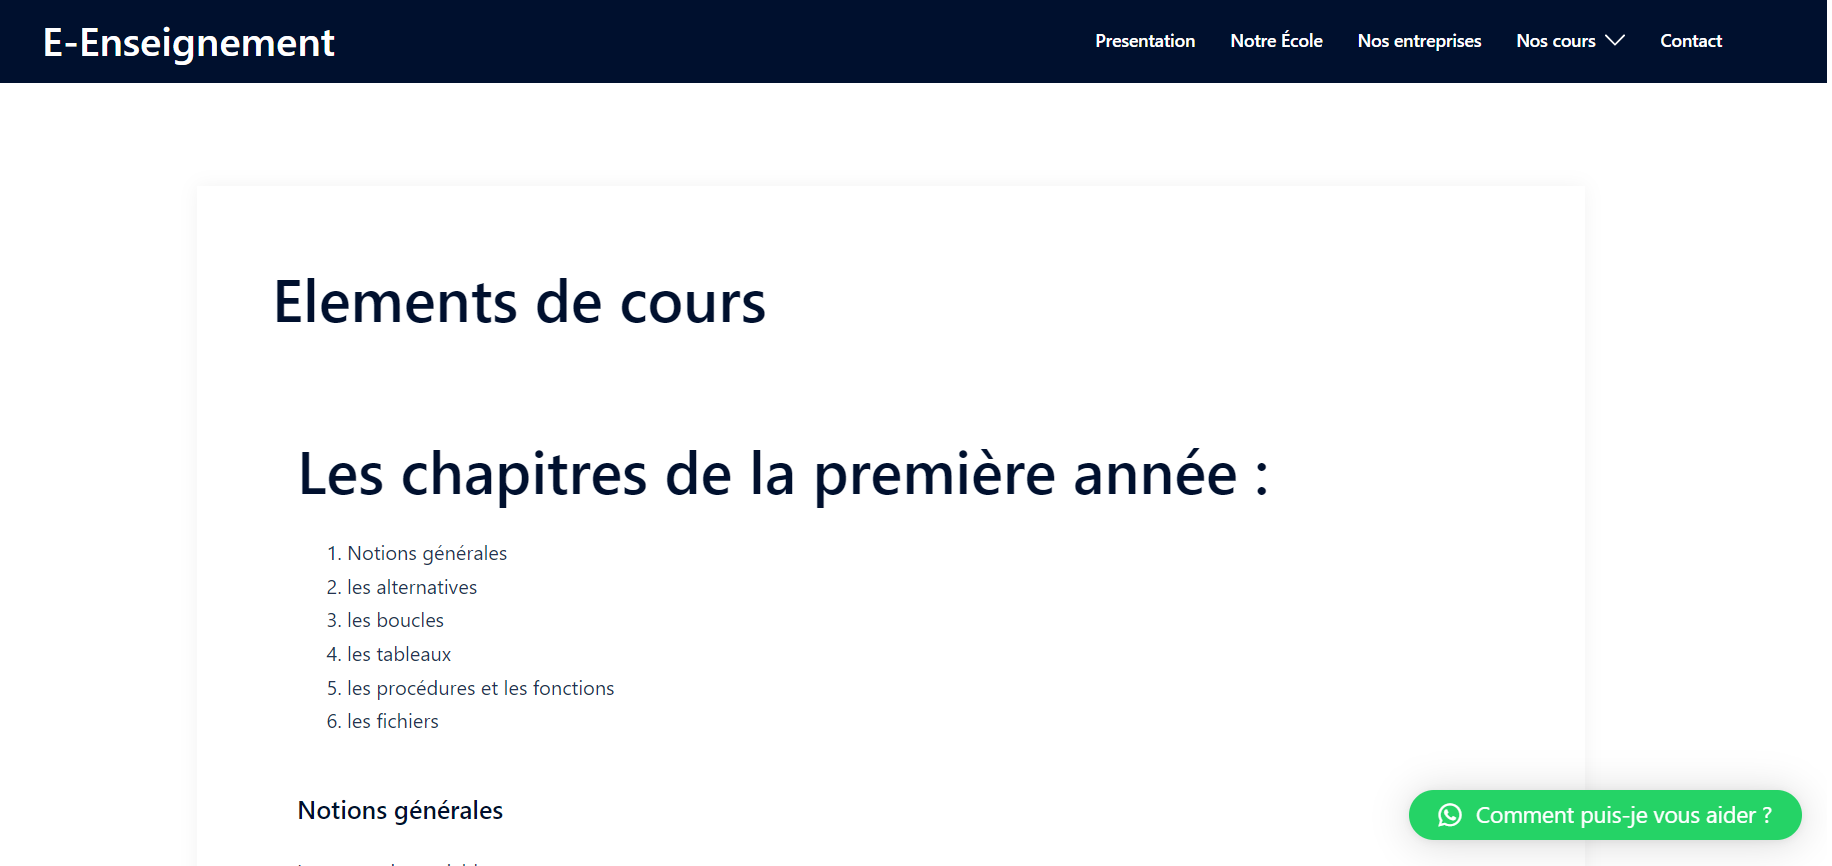 E-Enseignement
Presentation
Notre École
Nos entreprises
Nos cours
Contact
Elements de cours
Les chapitres de la première année :
1. Notions générales
2. les alternatives
3. les boucles
4. les tableaux
5. les procédures et les fonctions
6. les fichiers
Notions générales
Comment puis-je vous aider ?